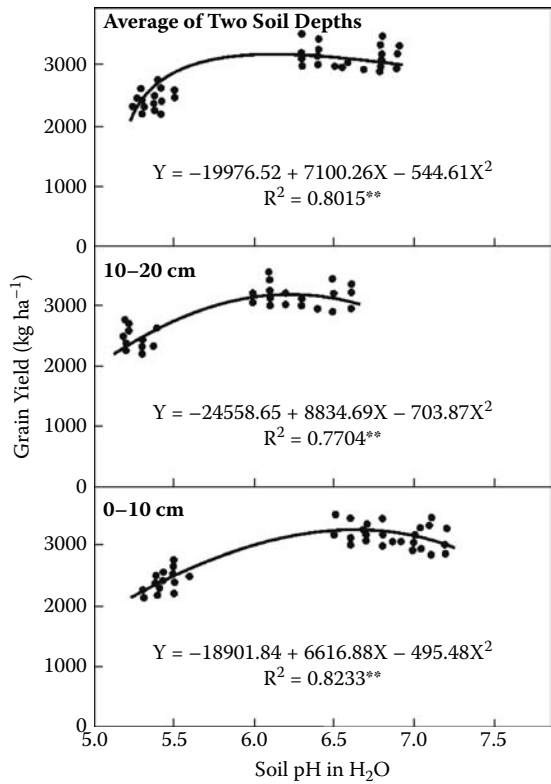 Average of Two Soil Depths
3000
2000
1000
0
Y = −19976.52 + 7100.26X − 544.61X²
R² = 0.8015**
10–20 cm
3000
2000
1000
0
Y = −24558.65 + 8834.69X − 703.87X²
R² = 0.7704**
Grain Yield (kg ha⁻¹)
0–10 cm
3000
2000
1000
0
Y = −18901.84 + 6616.88X − 495.48X²
R² = 0.8233**
5.0 5.5 6.0 6.5 7.0 7.5
Soil pH in H₂O